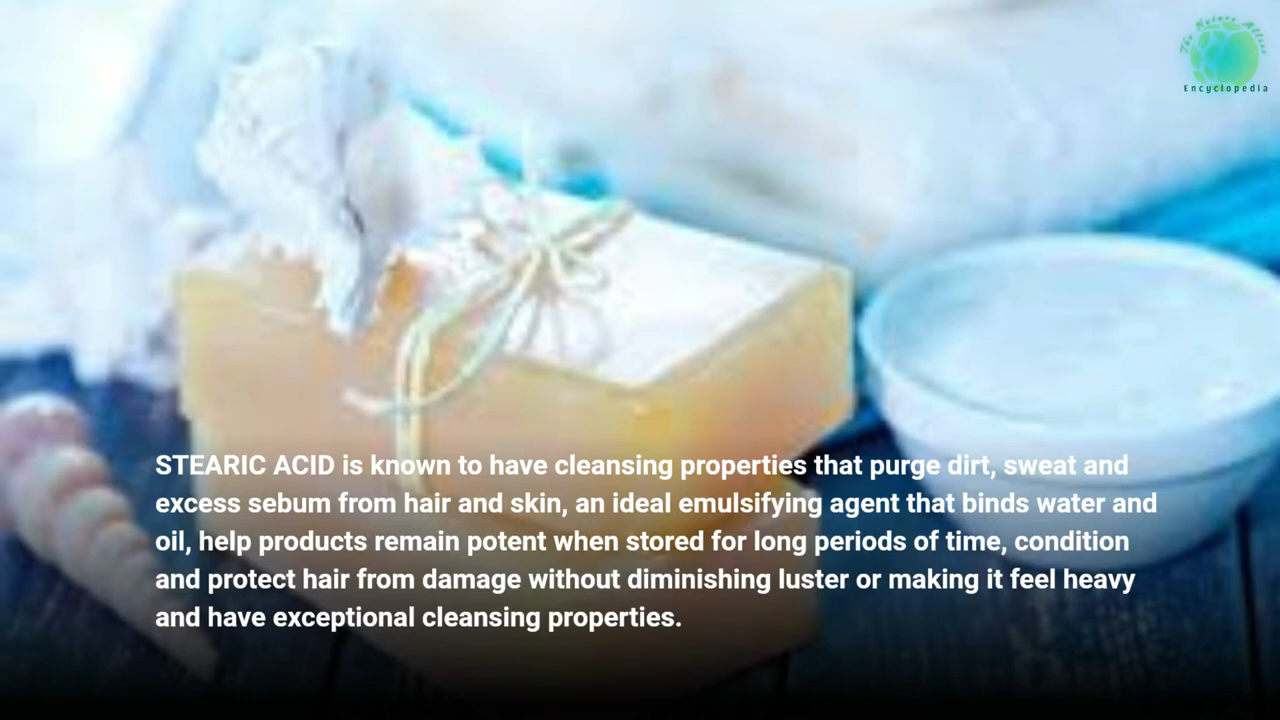 The Nature Allies
Encyclopedia
STEARIC ACID is known to have cleansing properties that purge dirt, sweat and
excess sebum from hair and skin, an ideal emulsifying agent that binds water and
oil, help products remain potent when stored for long periods of time, condition
and protect hair from damage without diminishing luster or making it feel heavy
and have exceptional cleansing properties.